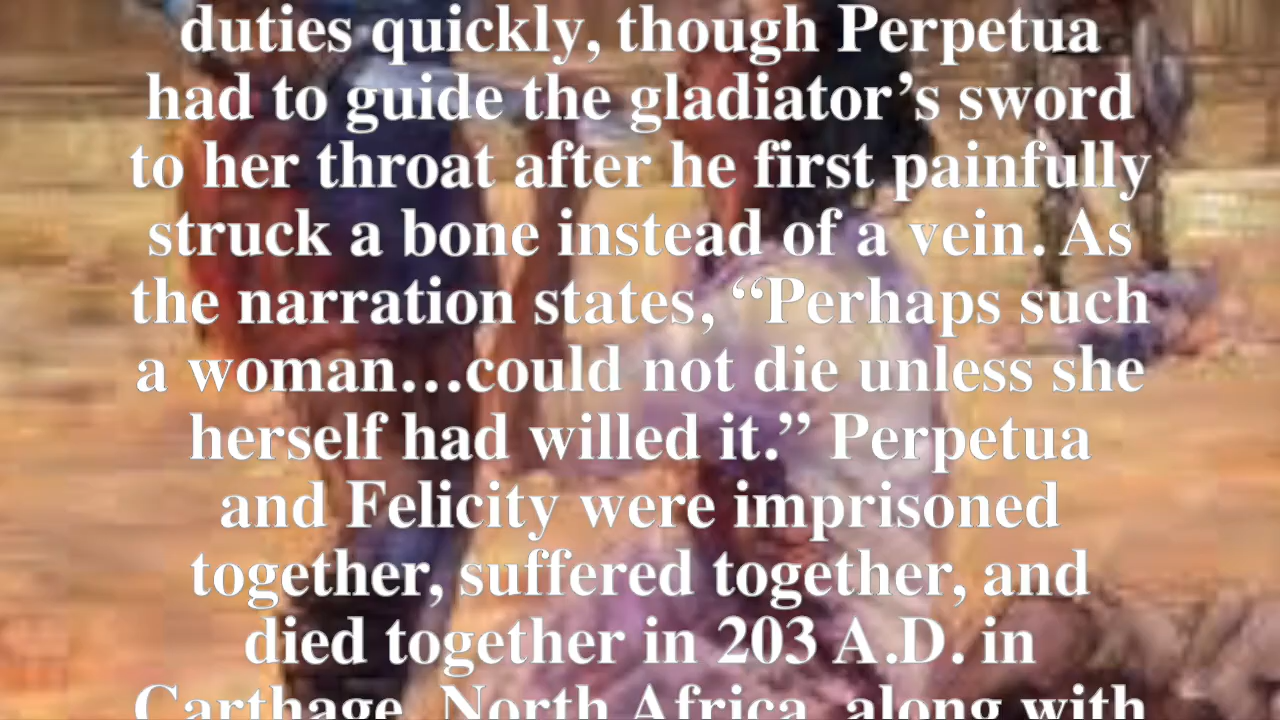 duties quickly, though Perpetua
had to guide the gladiator’s sword
to her throat after he first painfully
struck a bone instead of a vein. As
the narration states, “Perhaps such
a woman…could not die unless she
herself had willed it.” Perpetua
and Felicity were imprisoned
together, suffered together, and
died together in 203 A.D. in
Carthage, North Africa, along with